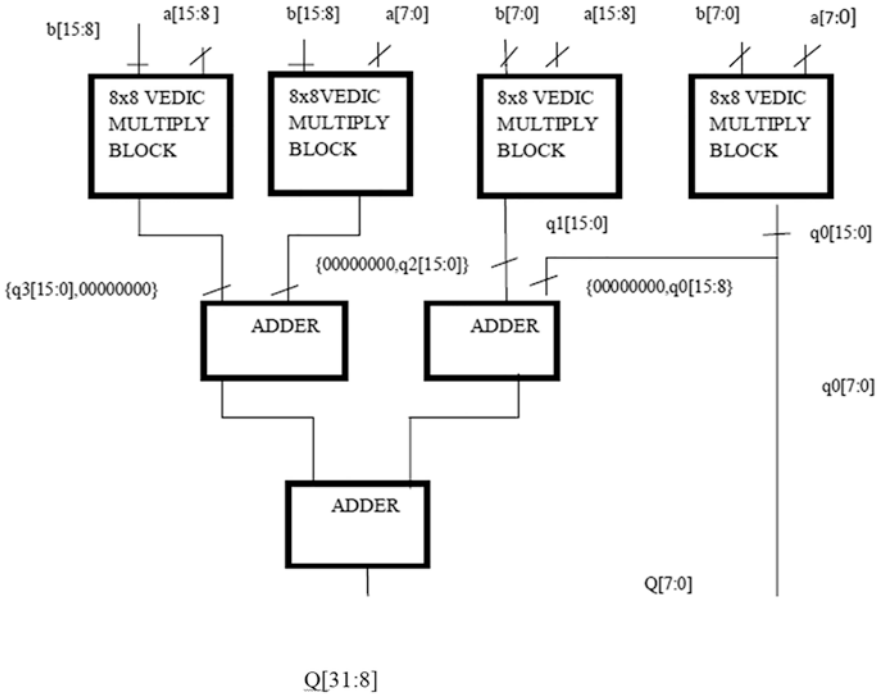 b[15:8]
a[15:8]
b[15:8]
a[7:0]
b[7:0]
a[15:8]
b[7:0]
a[7:0]
8x8 VEDIC
MULTIPLY
BLOCK
8x8VEDIC
MULTIPLY
BLOCK
8x8 VEDIC
MULTIPLY
BLOCK
8x8 VEDIC
MULTIPLY
BLOCK
q1[15:0]
q0[15:0]
{00000000,q2[15:0]}
{q3[15:0],00000000}
{00000000,q0[15:8}
ADDER
ADDER
q0[7:0]
ADDER
Q[7:0]
Q[31:8]